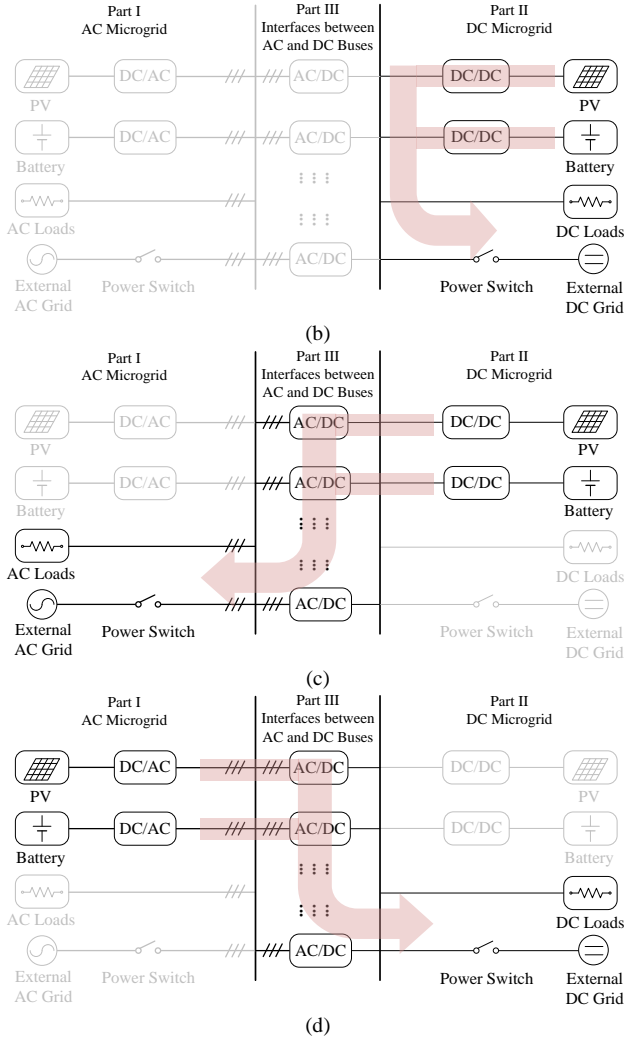 Part I
AC Microgrid
Part III
Interfaces between
AC and DC Buses
Part II
DC Microgrid
DC/AC
AC/DC
DC/DC
PV
PV
DC/AC
AC/DC
DC/DC
Battery
Battery
AC Loads
DC Loads
AC/DC
External
AC Grid
Power Switch
Power Switch
External
DC Grid
(b)
Part I
AC Microgrid
Part III
Interfaces between
AC and DC Buses
Part II
DC Microgrid
DC/AC
AC/DC
DC/DC
PV
PV
DC/AC
AC/DC
DC/DC
Battery
Battery
AC Loads
DC Loads
AC/DC
External
AC Grid
Power Switch
Power Switch
External
DC Grid
(c)
Part I
AC Microgrid
Part III
Interfaces between
AC and DC Buses
Part II
DC Microgrid
DC/AC
AC/DC
DC/DC
PV
PV
DC/AC
AC/DC
DC/DC
Battery
Battery
AC Loads
DC Loads
AC/DC
External
AC Grid
Power Switch
Power Switch
External
DC Grid
(d)